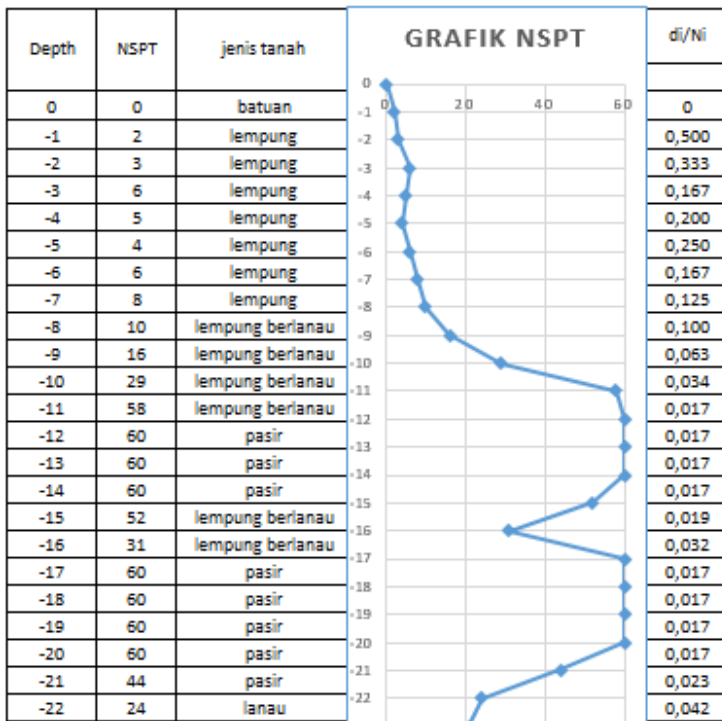 Depth NSPT jenis tanah GRAFIK NSPT di/Ni
0 20 40 60
0 0 batuan 0 0
-1 2 lempung -1 0,500
-2 3 lempung -2 0,333
-3 6 lempung -3 0,167
-4 5 lempung -4 0,200
-5 4 lempung -5 0,250
-6 6 lempung -6 0,167
-7 8 lempung -7 0,125
-8 10 lempung berlanau -8 0,100
-9 16 lempung berlanau -9 0,063
-10 29 lempung berlanau -10 0,034
-11 58 lempung berlanau -11 0,017
-12 60 pasir -12 0,017
-13 60 pasir -13 0,017
-14 60 pasir -14 0,017
-15 52 lempung berlanau -15 0,019
-16 31 lempung berlanau -16 0,032
-17 60 pasir -17 0,017
-18 60 pasir -18 0,017
-19 60 pasir -19 0,017
-20 60 pasir -20 0,017
-21 44 pasir -21 0,023
-22 24 lanau -22 0,042